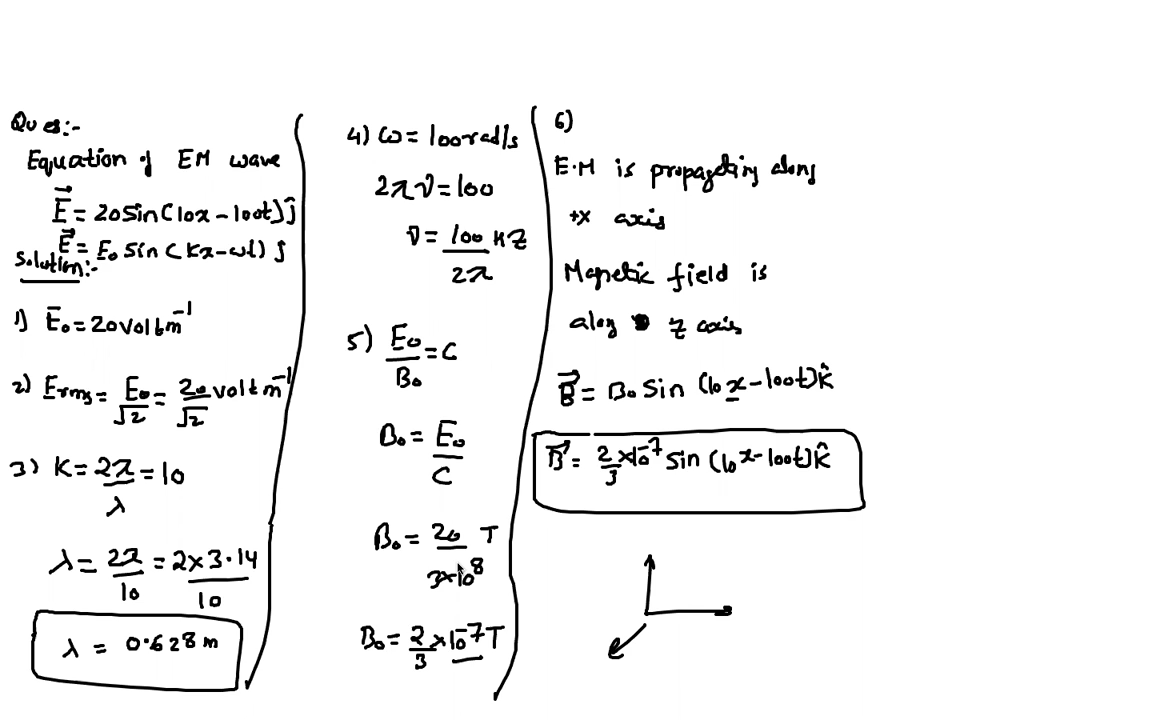 Ques:-
Equation of EM wave
E⃗ = 20 Sin(10x - 100t) ĵ
E⃗ = E₀ Sin (kx - ωt) ĵ
Solution:-
1) E₀ = 20 volt m⁻¹
2) Erms = E₀/√2 = 20/√2 volt m⁻¹
3) K = 2π/λ = 10
λ = 2π/10 = 2 × 3.14/10
λ = 0.628 m
4) ω = 100 rad/s
2πν = 100
ν = 100/2π HZ
5) E₀/B₀ = C
B₀ = E₀/C
B₀ = 20/3×10⁸ T
B₀ = 2/3 × 10⁻⁷ T
6)
E.M is propagating along
+x axis
Magnetic field is
along z axis
B⃗ = B₀ Sin (10x - 100t) k̂
B⃗ = 2/3 × 10⁻⁷ Sin (10x - 100t) k̂